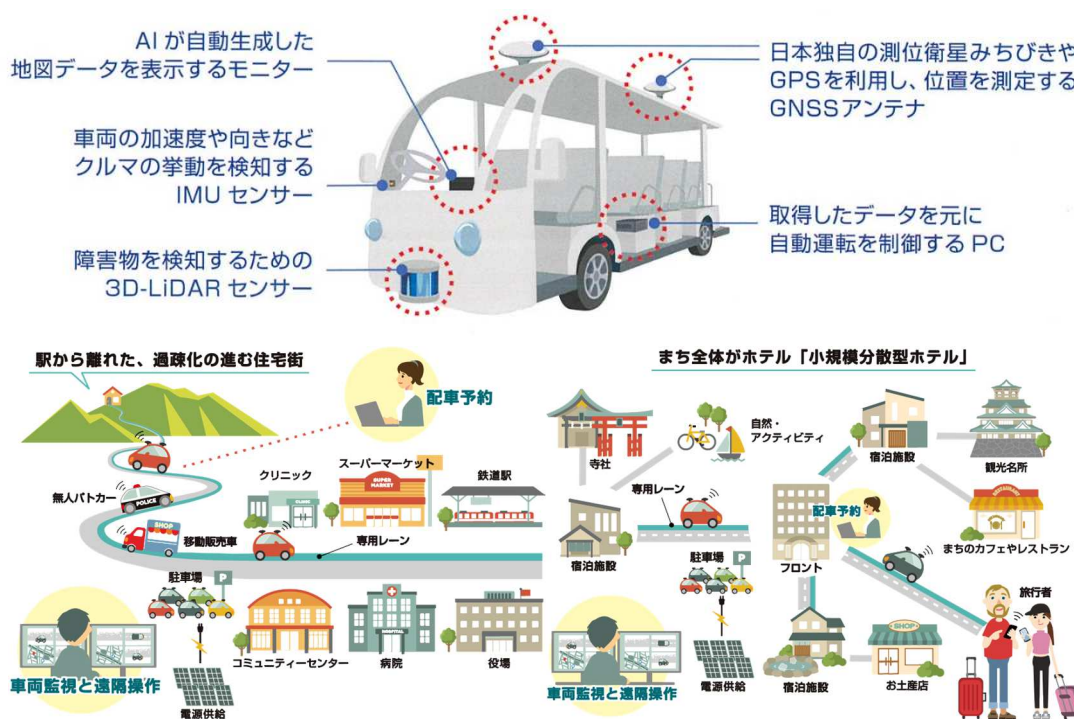 AI が自動生成した
地図データを表示するモニター
車両の加速度や向きなど
クルマの挙動を検知する
IMU センサー
障害物を検知するための
3D-LiDAR センサー
日本独自の測位衛星みちびきや
GPSを利用し、位置を測定する
GNSSアンテナ
取得したデータを元に
自動運転を制御する PC
駅から離れた、過疎化の進む住宅街
配車予約
無人パトカー
POLICE
SHOP
移動販売車
クリニック
CLINIC
スーパーマーケット
SUPER
MARKET
鉄道駅
専用レーン
駐車場
P
コミュニティーセンター
HOSPITAL
病院
役場
車両監視と遠隔操作
電源供給
まち全体がホテル「小規模分散型ホテル」
寺社
自然・
アクティビティ
宿泊施設
観光名所
専用レーン
宿泊施設
配車予約
フロント
RESTAURANT
まちのカフェやレストラン
駐車場
P
旅行者
SHOP
宿泊施設
お土産店
車両監視と遠隔操作
電源供給